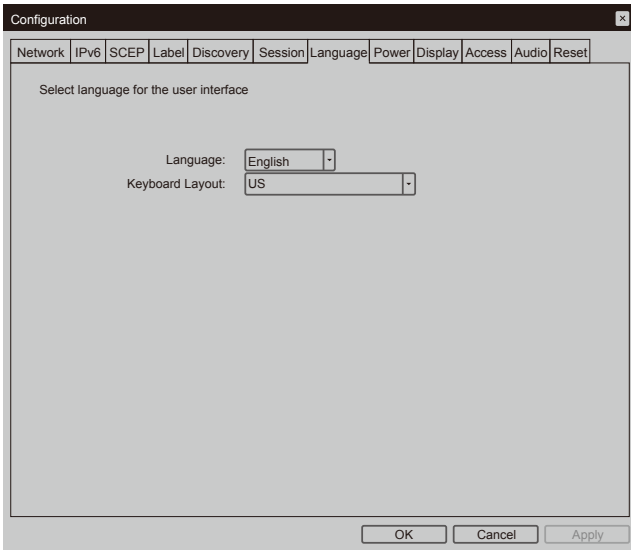 Configuration
Network IPv6 SCEP Label Discovery Session Language Power Display Access Audio Reset
Select language for the user interface
Language: English
Keyboard Layout: US
OK Cancel Apply